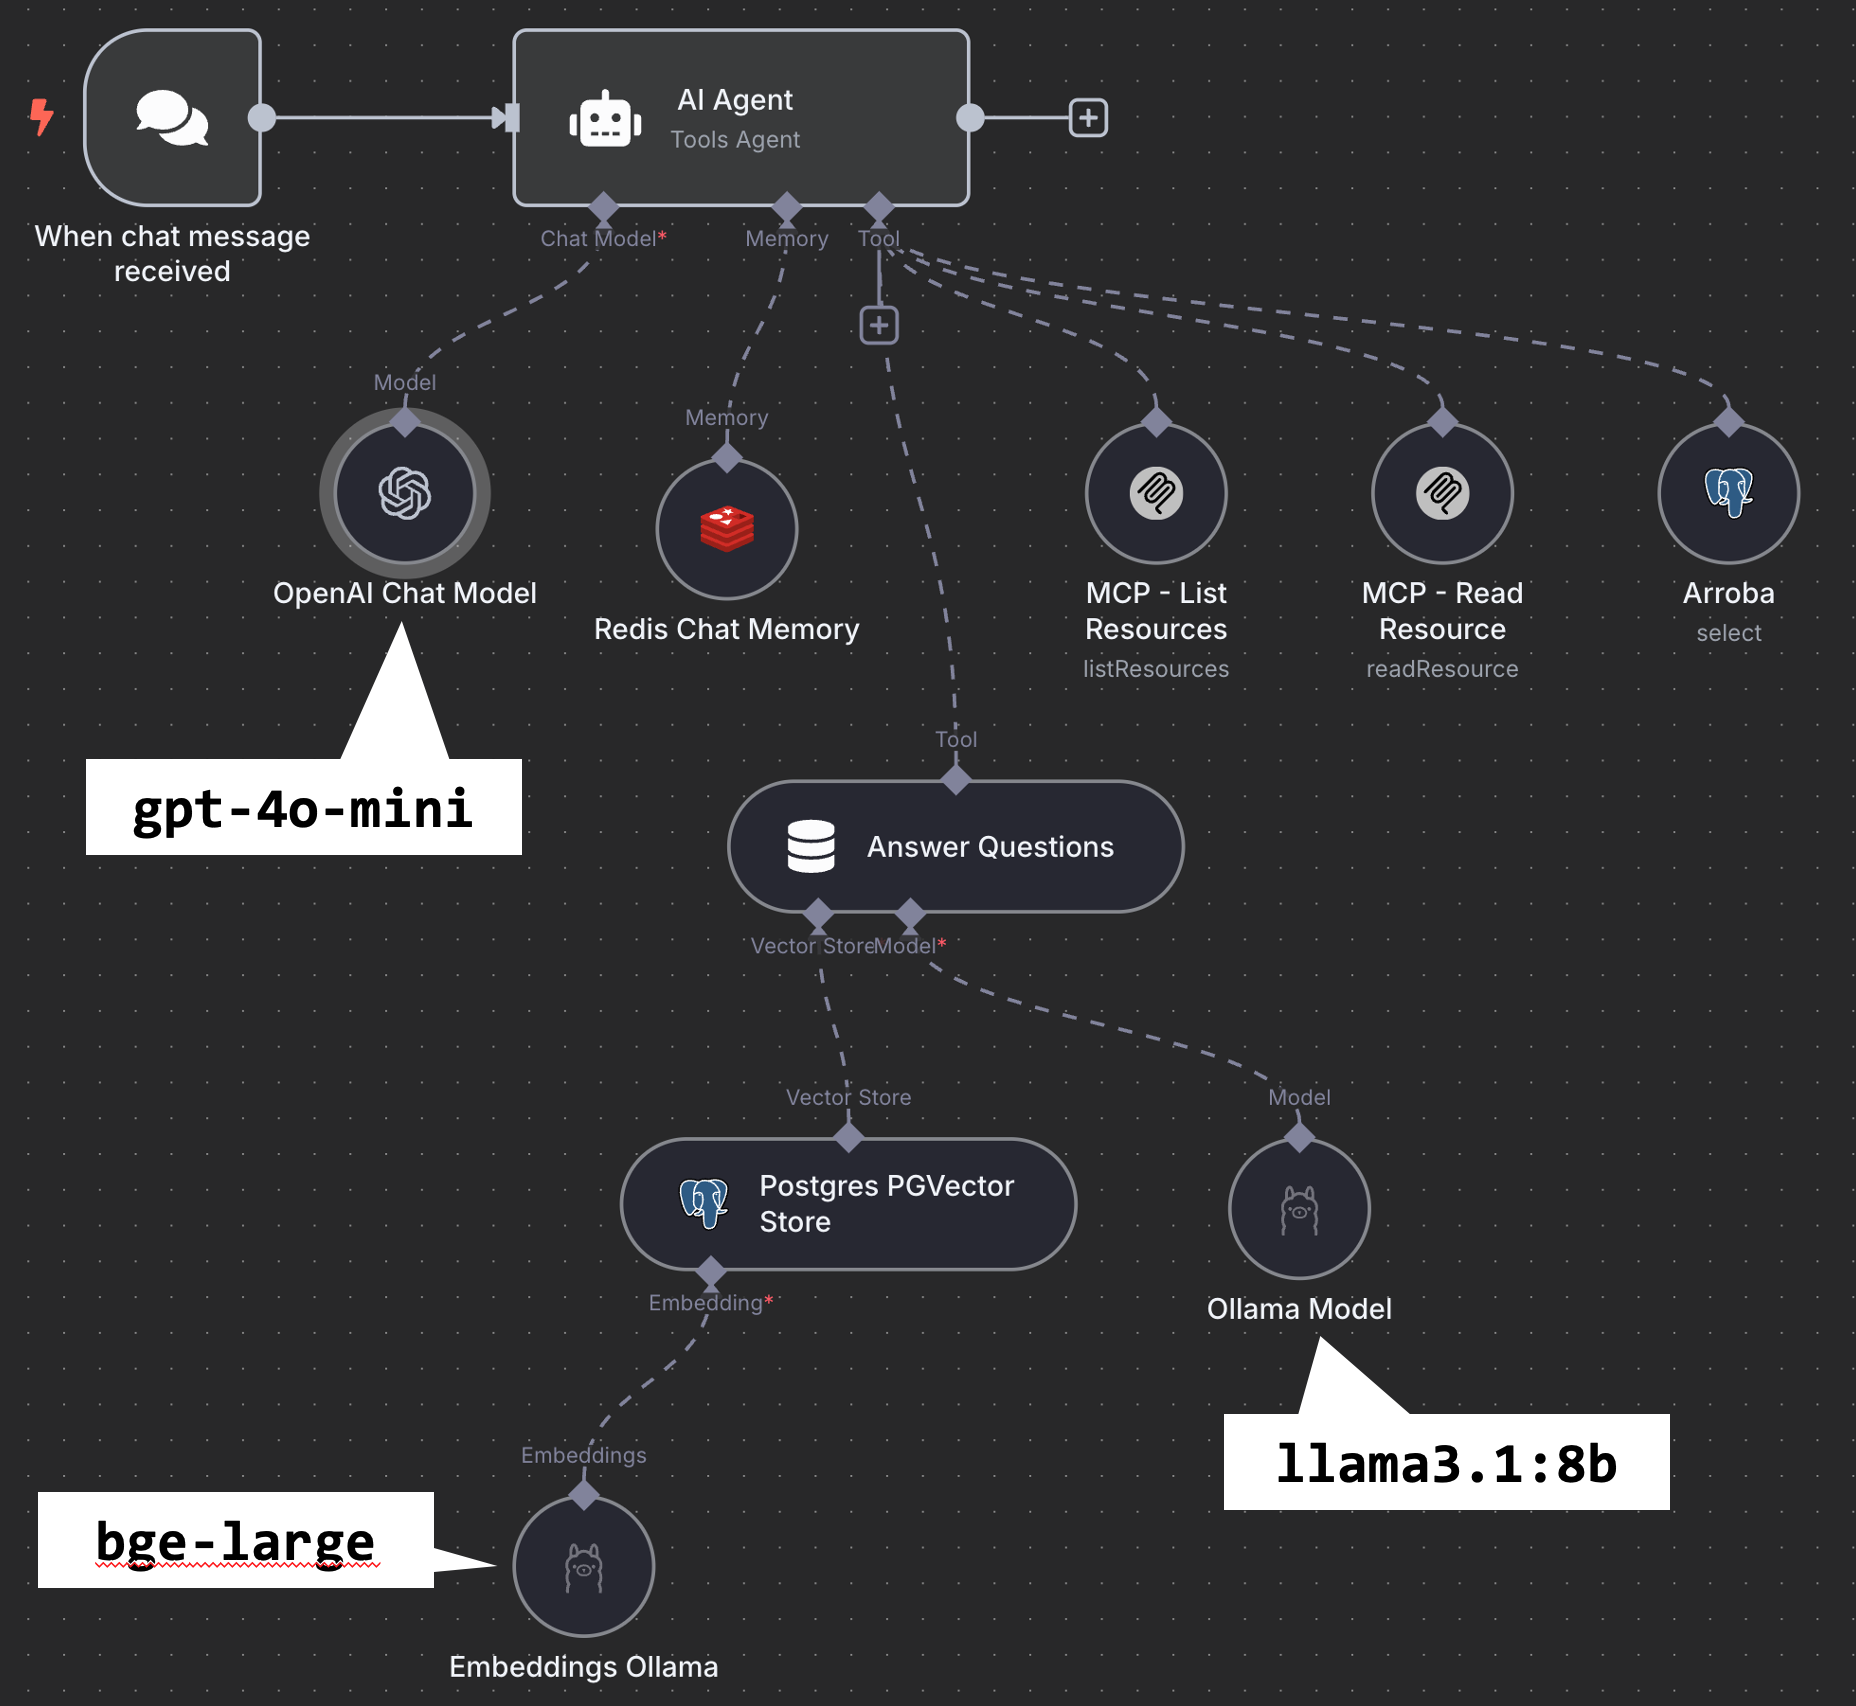 AI Agent
Tools Agent
When chat message
received
Chat Model*
Memory
Tool
Model
Memory
OpenAI Chat Model
Redis Chat Memory
MCP - List
Resources
listResources
MCP - Read
Resource
readResource
Arroba
select
gpt-4o-mini
Tool
Answer Questions
Vector Store
Model*
Vector Store
Model
Postgres PGVector
Store
Embedding*
Ollama Model
llama3.1:8b
Embeddings
bge-large
Embeddings Ollama